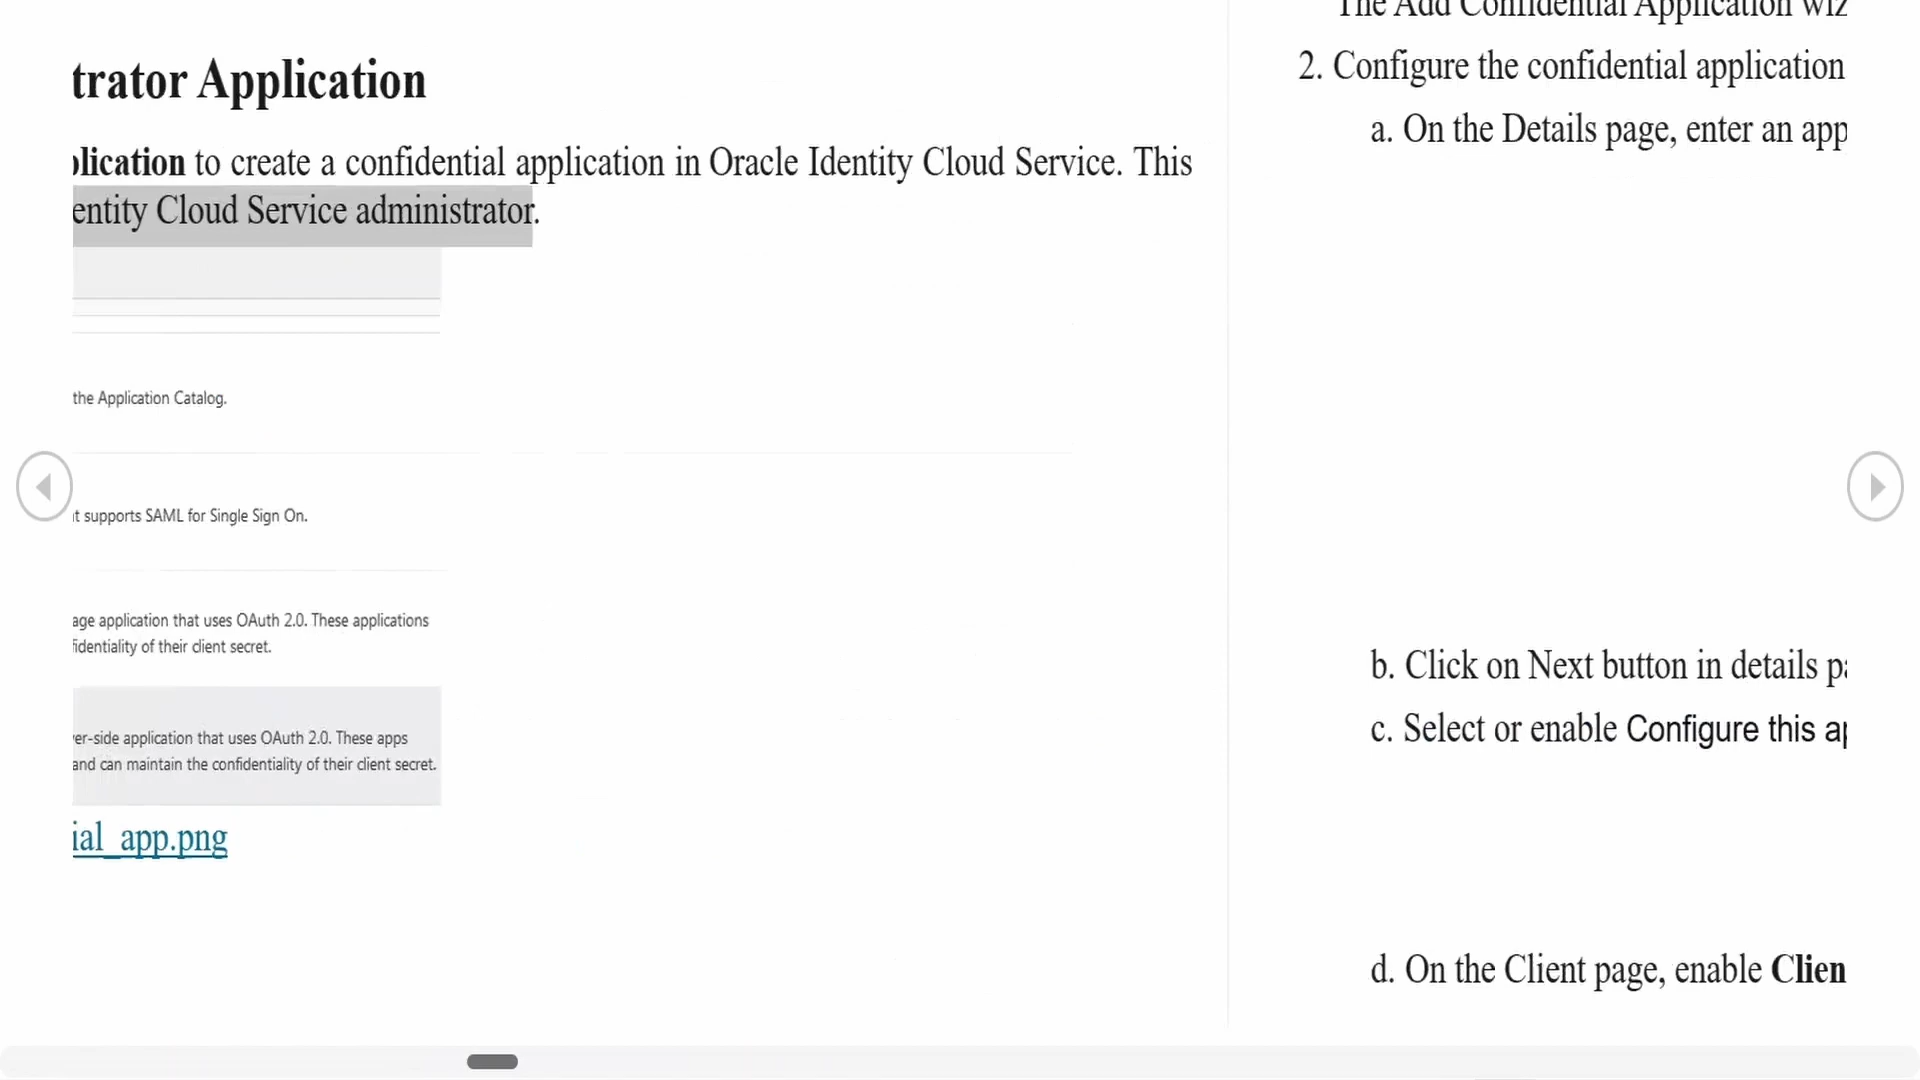 trator Application
plication to create a confidential application in Oracle Identity Cloud Service. This
entity Cloud Service administrator.
the Application Catalog.
t supports SAML for Single Sign On.
age application that uses OAuth 2.0. These applications
identiality of their client secret.
er-side application that uses OAuth 2.0. These apps
and can maintain the confidentiality of their client secret.
ial_app.png
The Add Confidential Application wiz
2. Configure the confidential application
a. On the Details page, enter an app
b. Click on Next button in details pa
c. Select or enable Configure this ap
d. On the Client page, enable Clien